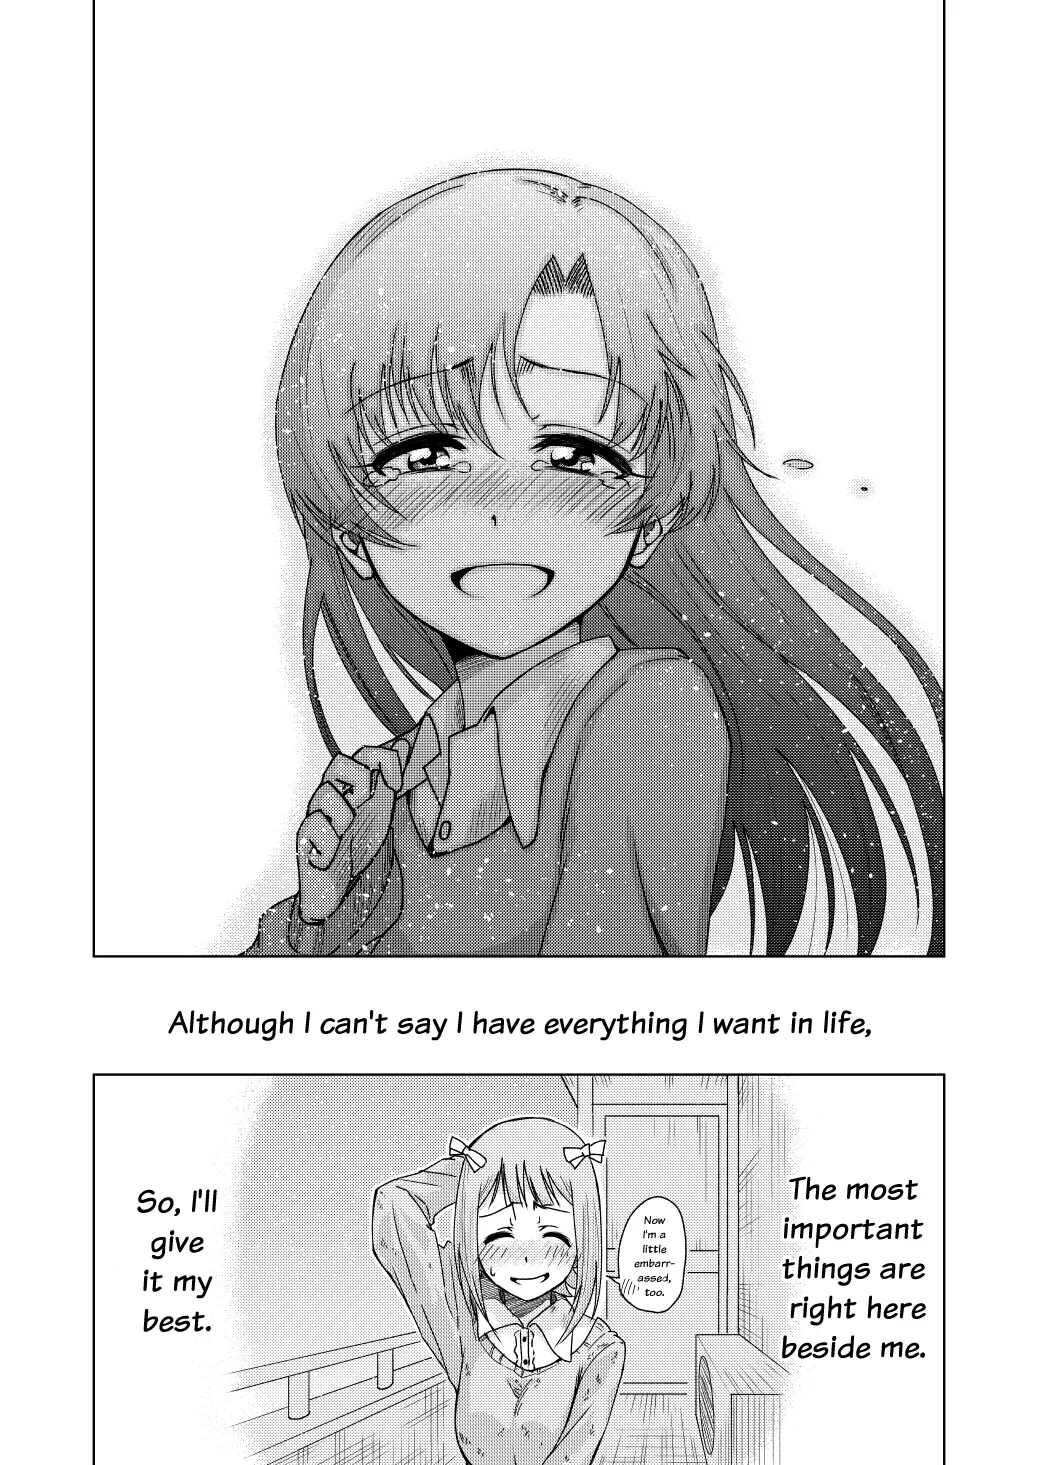 Although I can't say I have everything I want in life,
The most
important
things are
right here
beside me.
Now
I'm a
little
embarr-
assed,
too.
So, I'll
give
it my
best.